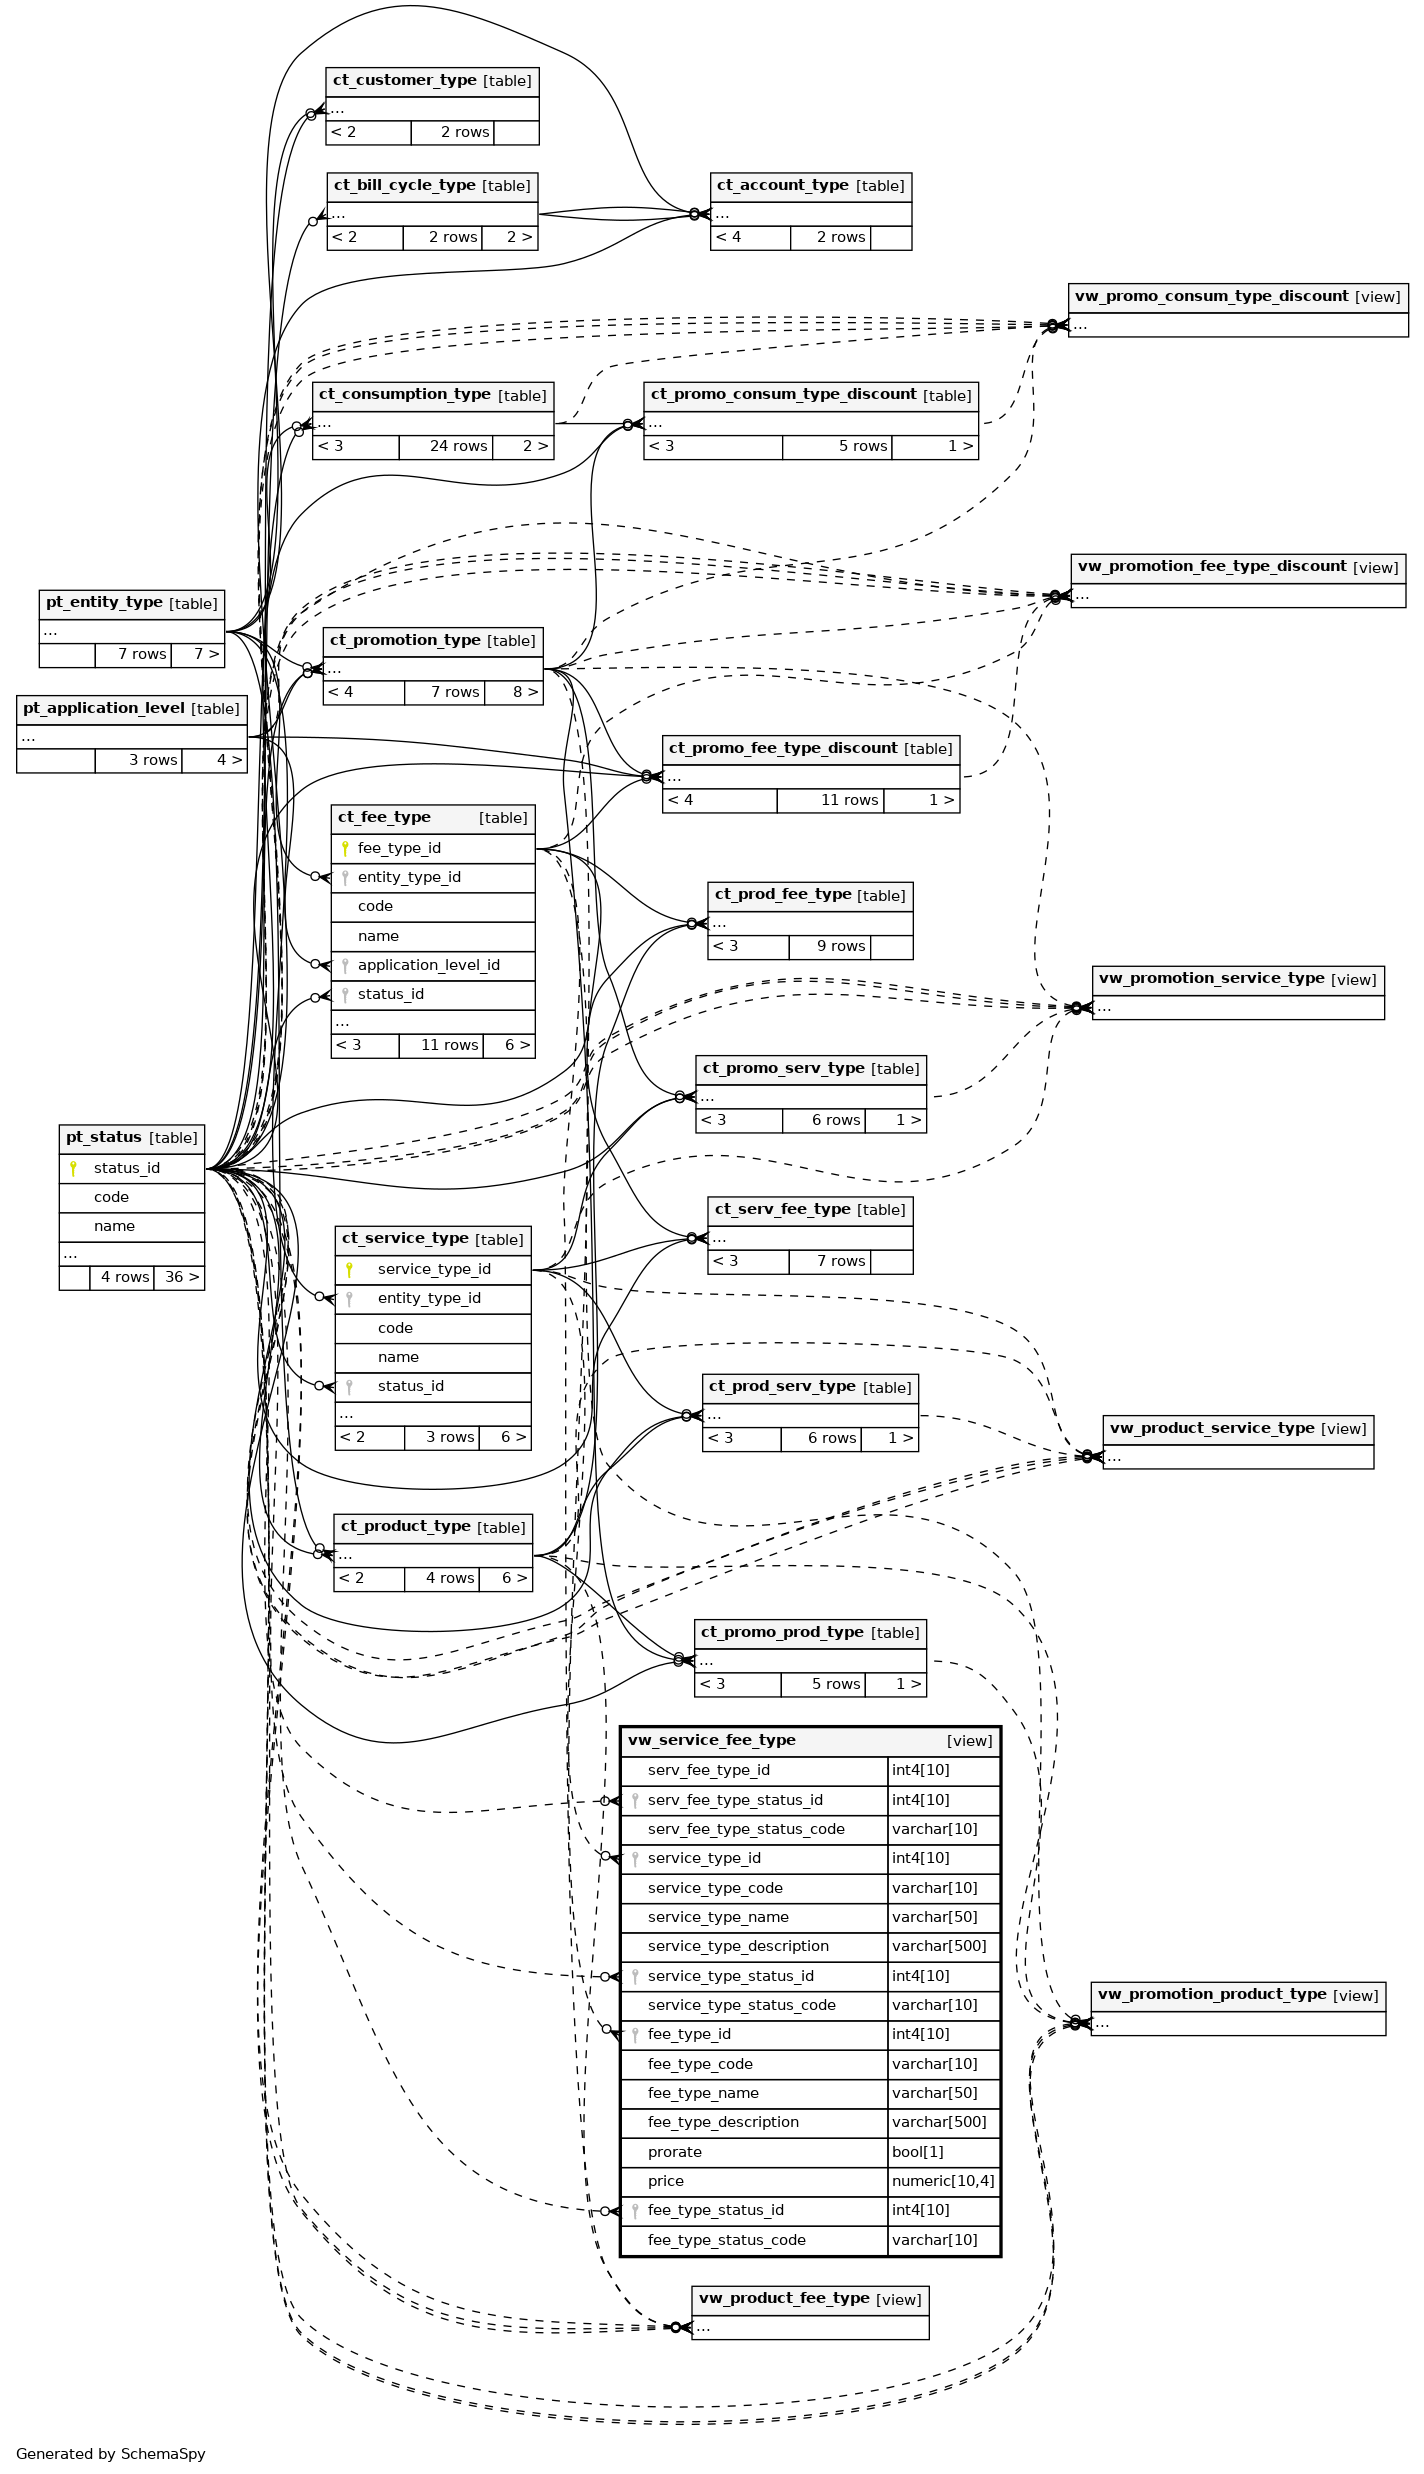 ct_customer_type [table]
...
< 2 2 rows
ct_bill_cycle_type [table]
...
< 2 2 rows 2 >
ct_account_type [table]
...
< 4 2 rows
vw_promo_consum_type_discount [view]
...
ct_consumption_type [table]
...
< 3 24 rows 2 >
ct_promo_consum_type_discount [table]
...
< 3 5 rows 1 >
vw_promotion_fee_type_discount [view]
...
pt_entity_type [table]
...
7 rows 7 >
ct_promotion_type [table]
...
< 4 7 rows 8 >
pt_application_level [table]
...
3 rows 4 >
ct_promo_fee_type_discount [table]
...
< 4 11 rows 1 >
ct_fee_type [table]
fee_type_id
entity_type_id
code
name
application_level_id
status_id
...
< 3 11 rows 6 >
ct_prod_fee_type [table]
...
< 3 9 rows
vw_promotion_service_type [view]
...
ct_promo_serv_type [table]
...
< 3 6 rows 1 >
pt_status [table]
status_id
code
name
...
4 rows 36 >
ct_serv_fee_type [table]
...
< 3 7 rows
ct_service_type [table]
service_type_id
entity_type_id
code
name
status_id
...
< 2 3 rows 6 >
ct_prod_serv_type [table]
...
< 3 6 rows 1 >
vw_product_service_type [view]
...
ct_product_type [table]
...
< 2 4 rows 6 >
ct_promo_prod_type [table]
...
< 3 5 rows 1 >
vw_service_fee_type [view]
serv_fee_type_id int4[10]
serv_fee_type_status_id int4[10]
serv_fee_type_status_code varchar[10]
service_type_id int4[10]
service_type_code varchar[10]
service_type_name varchar[50]
service_type_description varchar[500]
service_type_status_id int4[10]
service_type_status_code varchar[10]
fee_type_id int4[10]
fee_type_code varchar[10]
fee_type_name varchar[50]
fee_type_description varchar[500]
prorate bool[1]
price numeric[10,4]
fee_type_status_id int4[10]
fee_type_status_code varchar[10]
vw_promotion_product_type [view]
...
vw_product_fee_type [view]
...
Generated by SchemaSpy